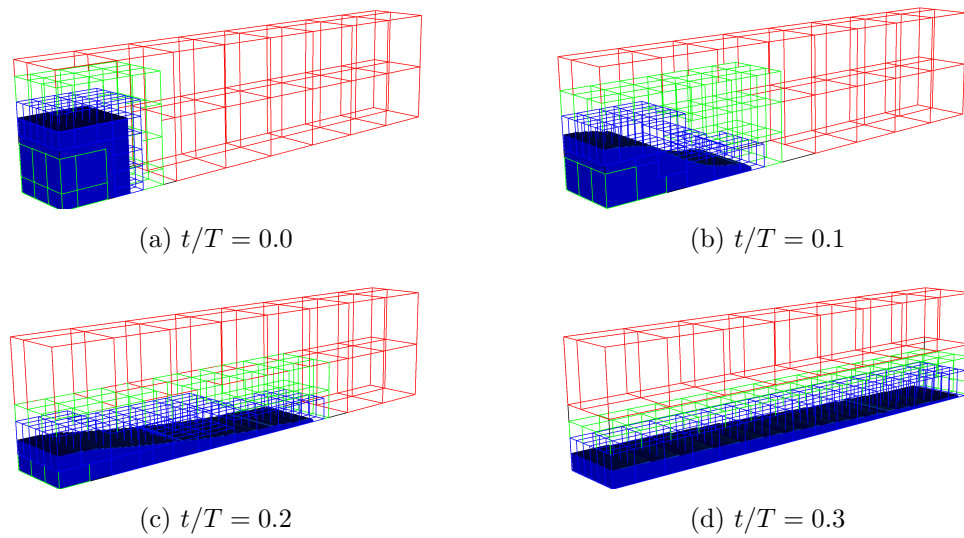 (a) t/T = 0.0
(b) t/T = 0.1
(c) t/T = 0.2
(d) t/T = 0.3